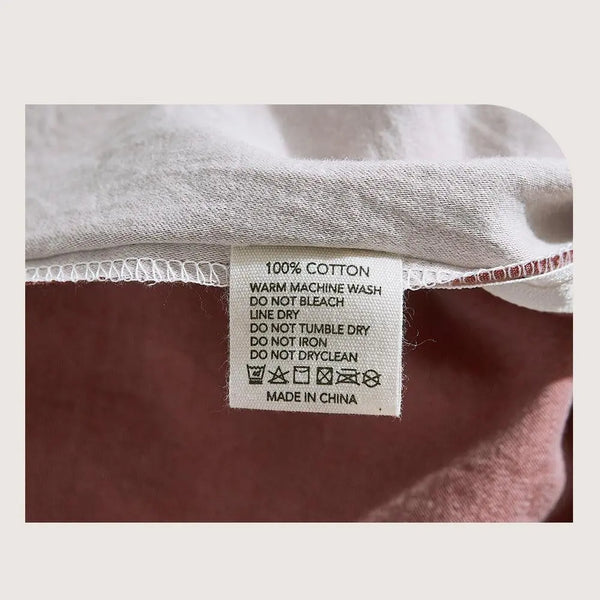 100% COTTON
WARM MACHINE WASH
DO NOT BLEACH
LINE DRY
DO NOT TUMBLE DRY
DO NOT IRON
DO NOT DRYCLEAN
MADE IN CHINA